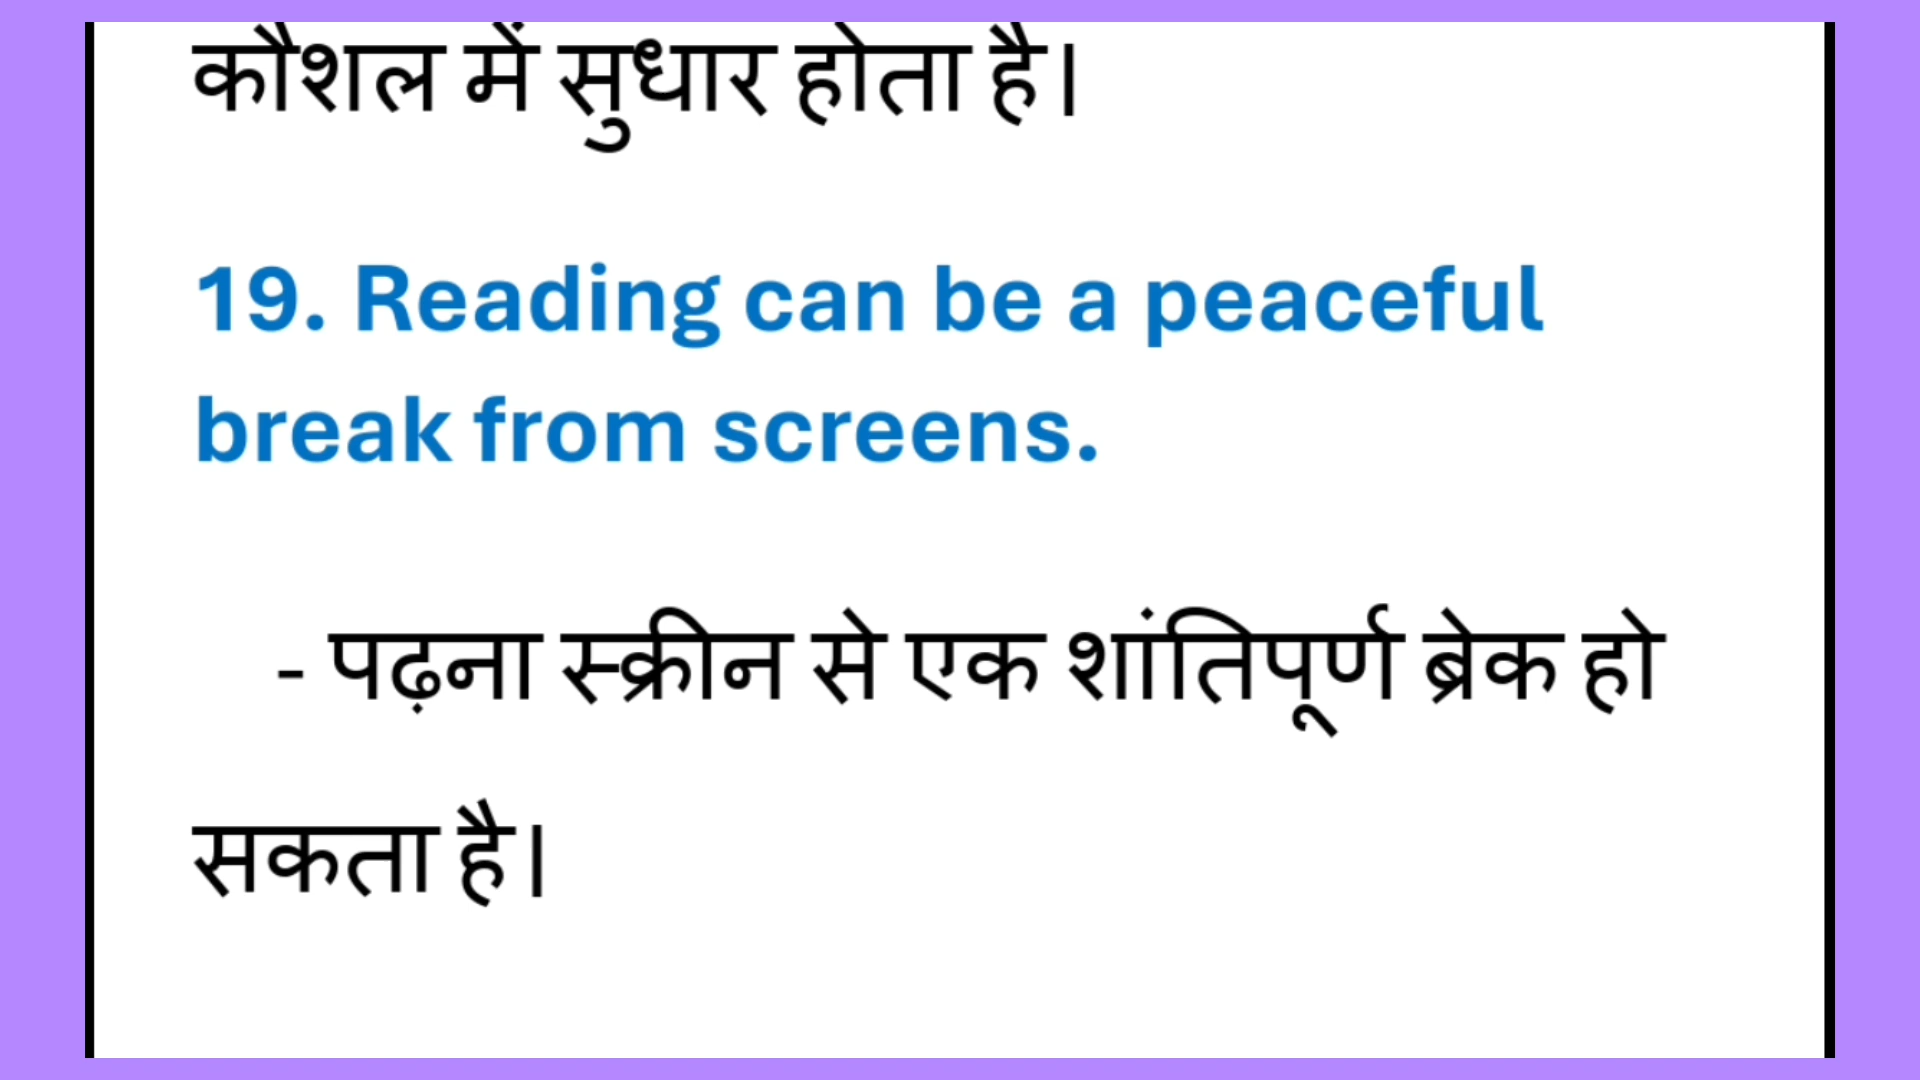 कौशल में सुधार होता है।
19. Reading can be a peaceful
break from screens.
- पढ़ना स्क्रीन से एक शांतिपूर्ण ब्रेक हो
सकता है।